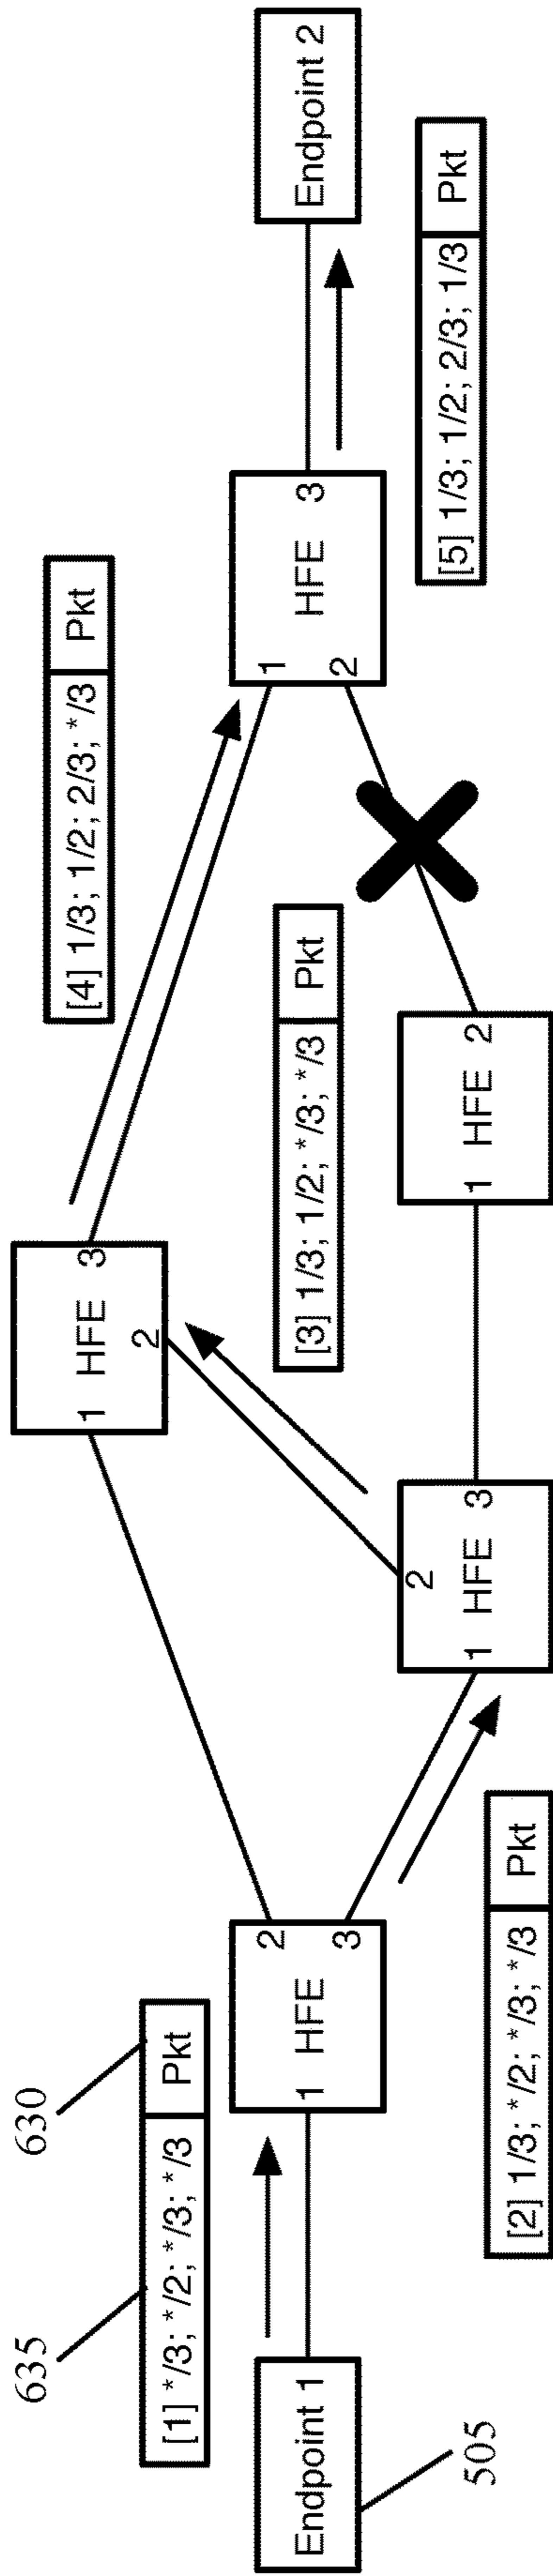 635
630
[1] */3; */2; */3; */3 Pkt
Endpoint 1
505
1 HFE 2 3
[2] 1/3; */2; */3; */3 Pkt
1 HFE 2 3
1 HFE 2 3
[3] 1/3; 1/2; */3; */3 Pkt
1 HFE 2
[4] 1/3; 1/2; 2/3; */3 Pkt
1 2 HFE 3
[5] 1/3; 1/2; 2/3; 1/3 Pkt
Endpoint 2